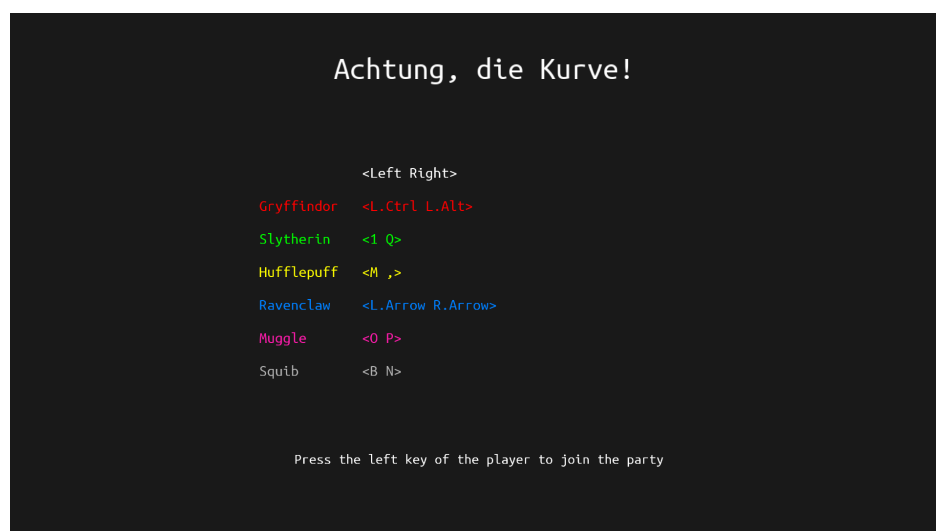 Achtung, die Kurve!
<Left Right>
Gryffindor <L.Ctrl L.Alt>
Slytherin <1 Q>
Hufflepuff <M ,>
Ravenclaw <L.Arrow R.Arrow>
Muggle <O P>
Squib <B N>
Press the left key of the player to join the party